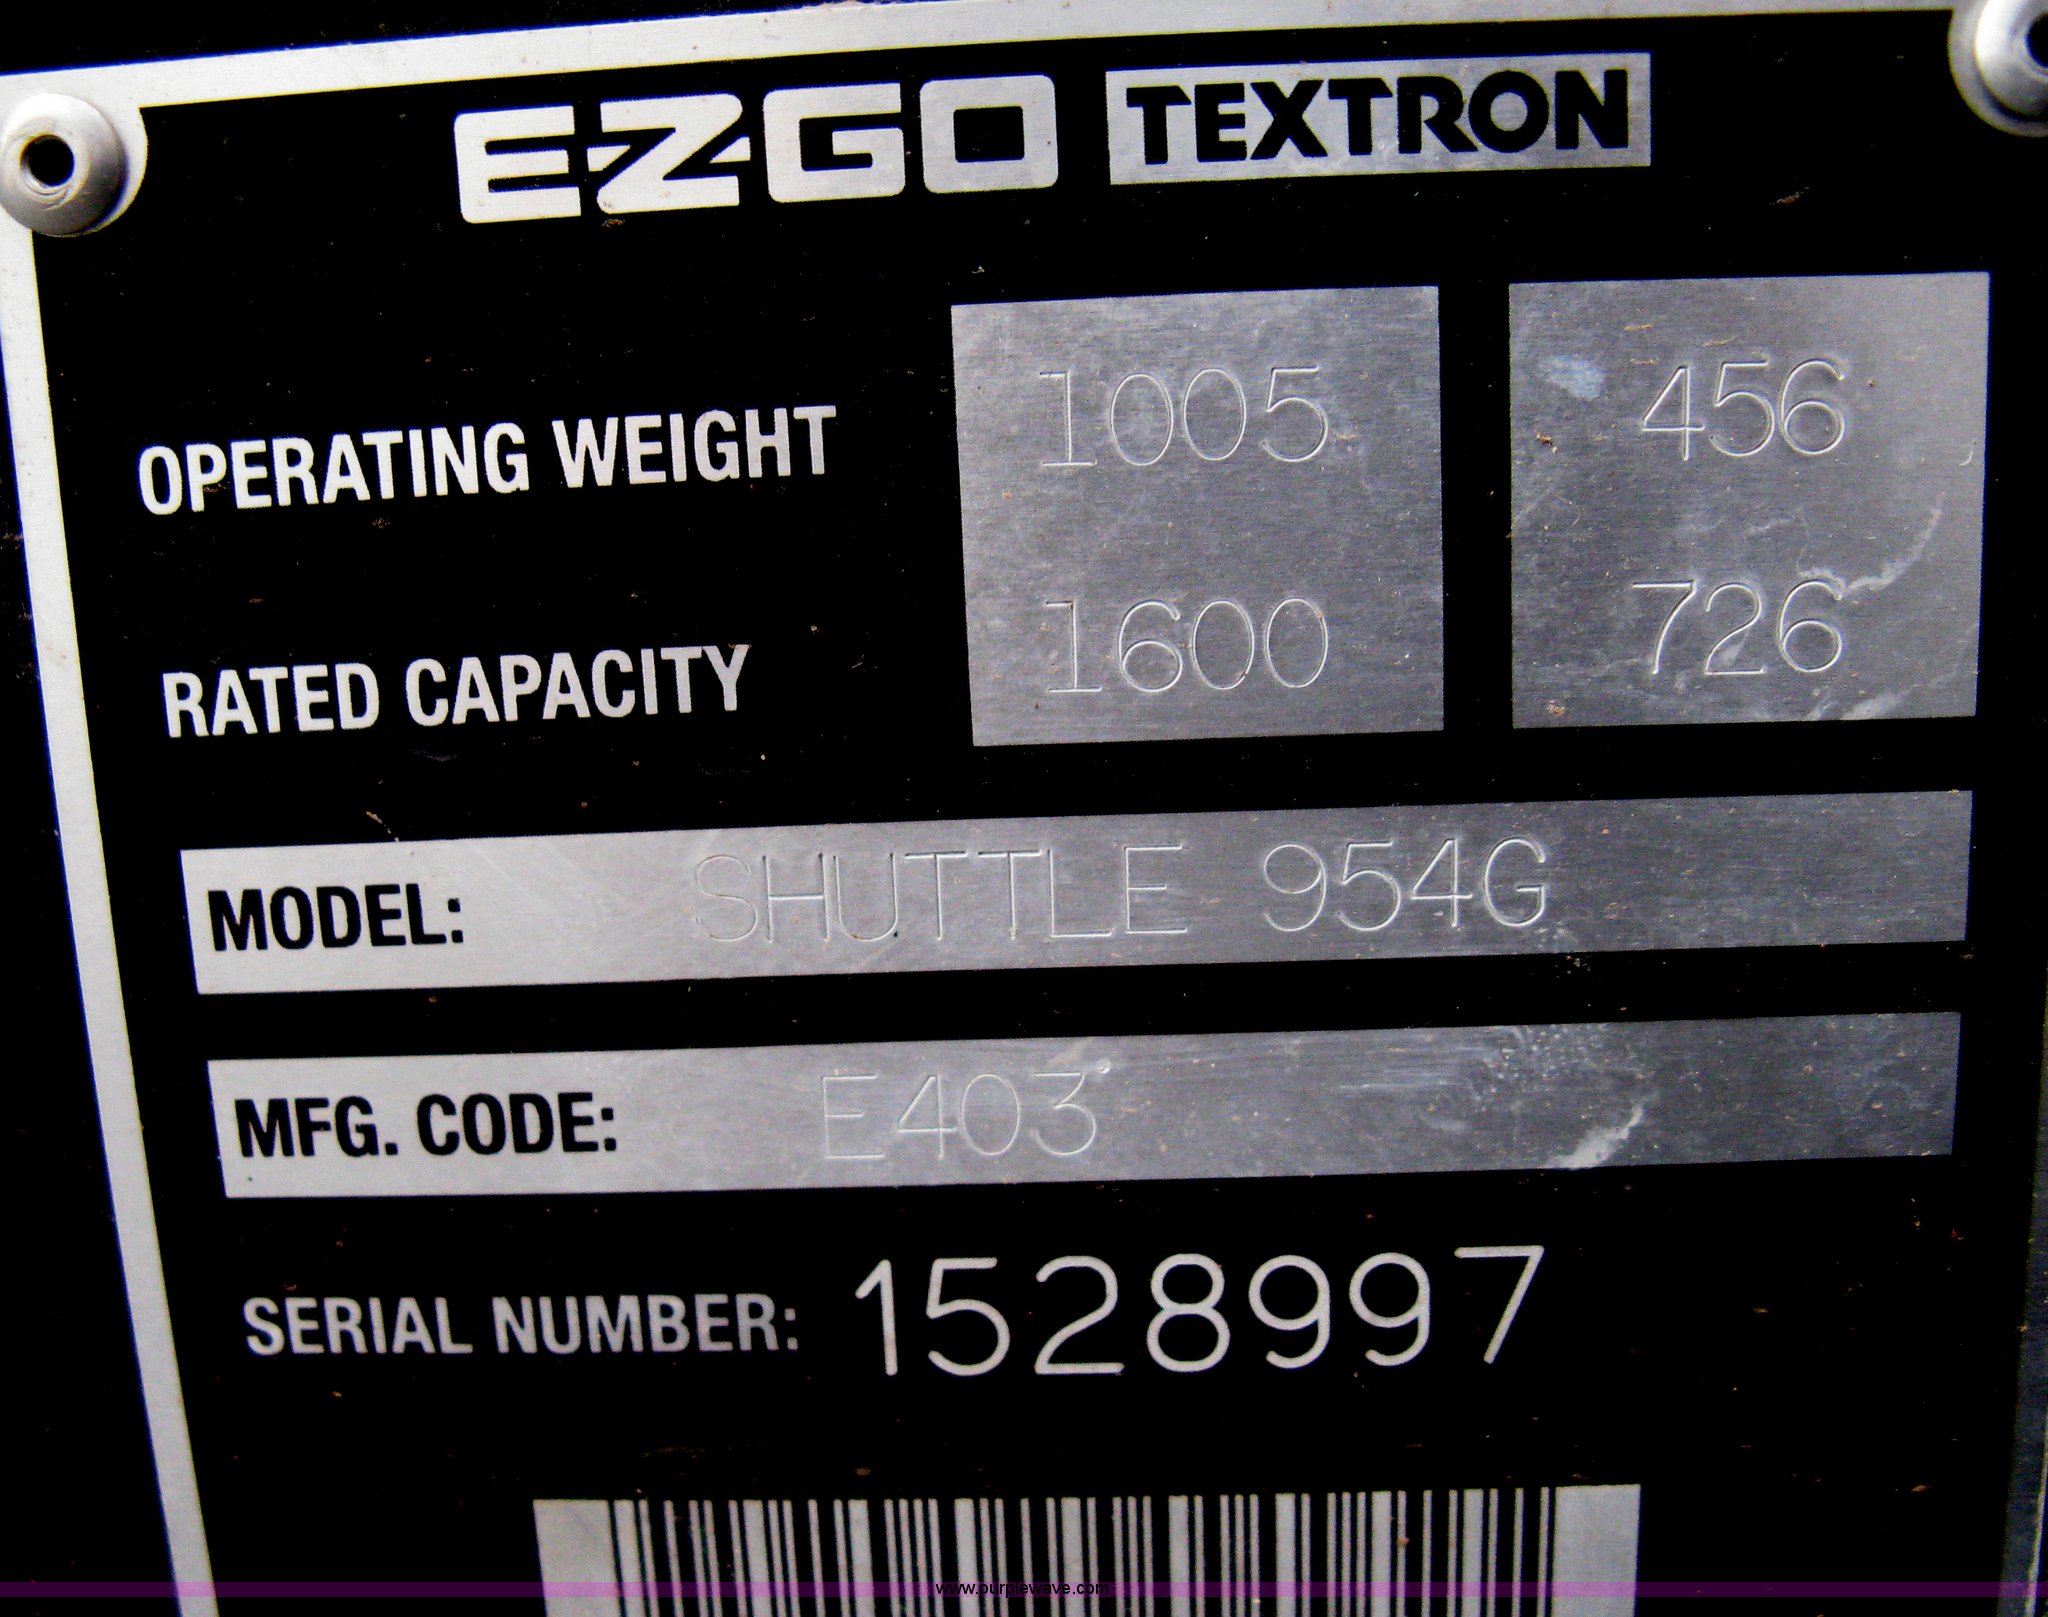 E-Z-GO TEXTRON
OPERATING WEIGHT 1005 456
RATED CAPACITY 1600 726
MODEL: SHUTTLE 954G
MFG. CODE: E403
SERIAL NUMBER: 1528997
www.purplewave.com